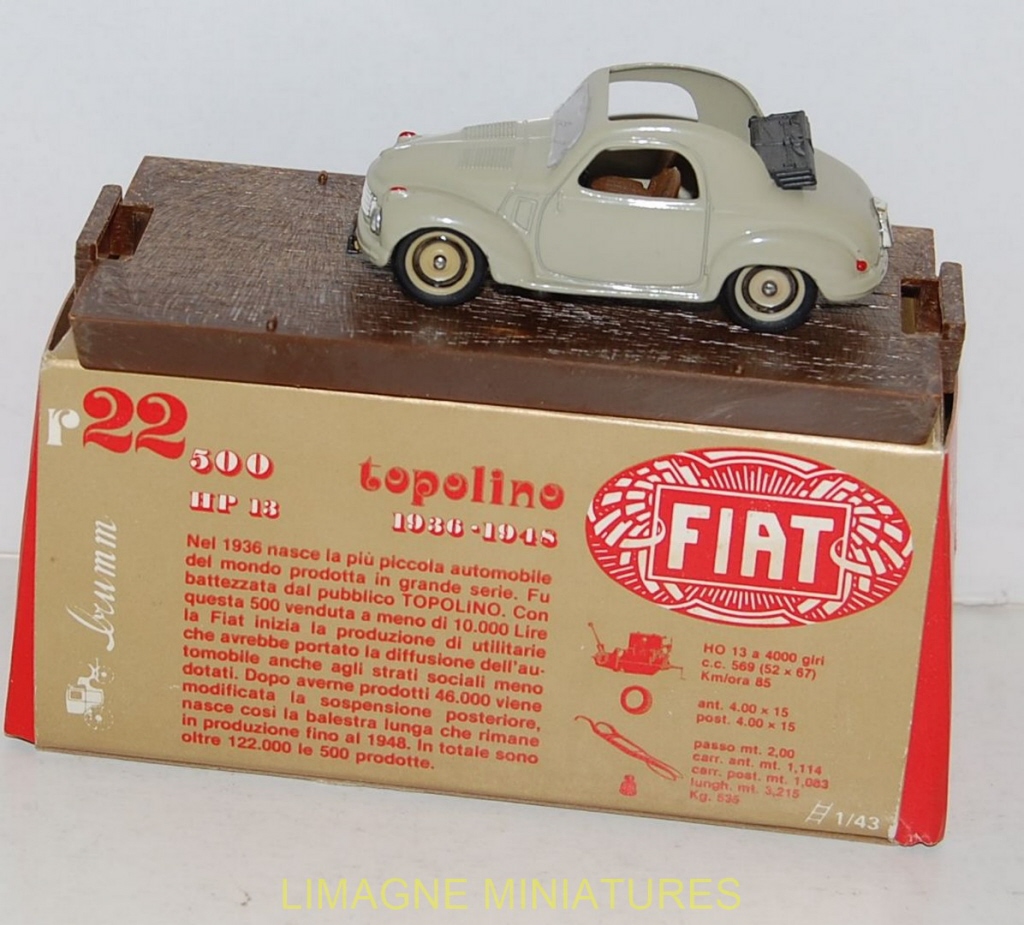 r22
500
HP 13
topolino
1936-1948
FIAT
brumm
Nel 1936 nasce la più piccola automobile
del mondo prodotta in grande serie. Fu
battezzata dal pubblico TOPOLINO. Con
questa 500 venduta a meno di 10.000 Lire
la Fiat inizia la produzione di utilitarie
che avrebbe portato la diffusione dell'au-
tomobile anche agli strati sociali meno
dotati. Dopo averne prodotti 46.000 viene
modificata la sospensione posteriore,
nasce così la balestra lunga che rimane
in produzione fino al 1948. In totale sono
oltre 122.000 le 500 prodotte.
HO 13 a 4000 giri
c.c. 569 (52 x 67)
Km/ora 85
ant. 4.00 x 15
post. 4.00 x 15
passo mt. 2,00
carr. ant. mt. 1,114
carr. post. mt. 1,083
lungh. mt. 3,215
Kg. 535
1/43
LIMAGNE MINIATURES